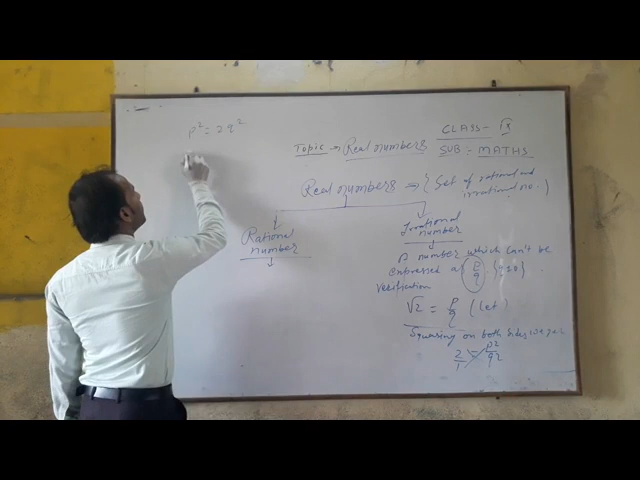 p² = 2q²
CLASS - IX
Topic → Real numbers SUB: MATHS
Real numbers ⇒ { Set of rational and
irrational no. }
Rational
number
Irrational
number
A number which can't be
expressed a p/q } q≠0 } .
Verification
√2 = p/q (let)
Squaring on both sides we get
2/1 = p²/q²